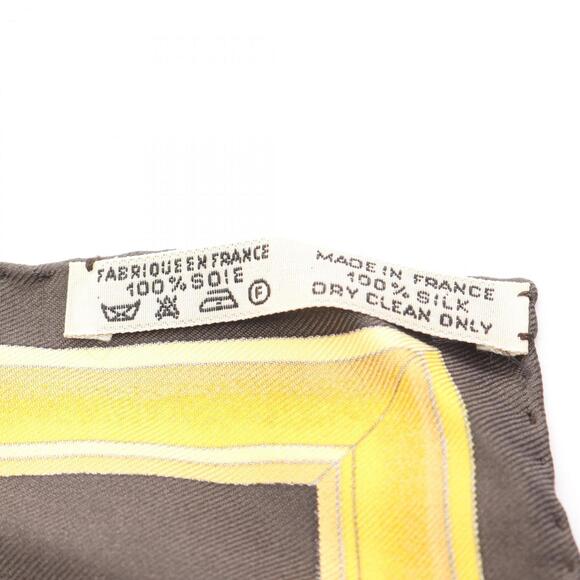 FABRIQUE EN FRANCE
100% SOIE
F
MADE IN FRANCE
100% SILK
DRY CLEAN ONLY